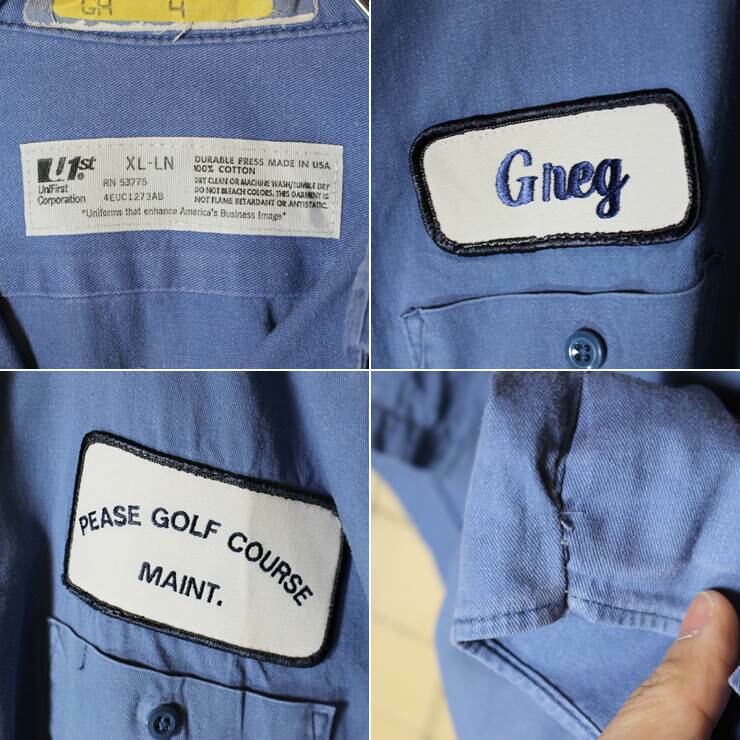 GA 4
U1st®
UniFirst
Corporation
XL-LN
RN 53775
4EUC1273AB
DURABLE PRESS MADE IN USA
100% COTTON
DRY CLEAN OR MACHINE WASH/TUMBLE DRY
DO NOT BLEACH COLORS. THIS GARMENT IS
NOT FLAME RETARDANT OR ANTISTATIC.
"Uniforms that enhance America's Business Image"
Greg
PEASE GOLF COURSE
MAINT.